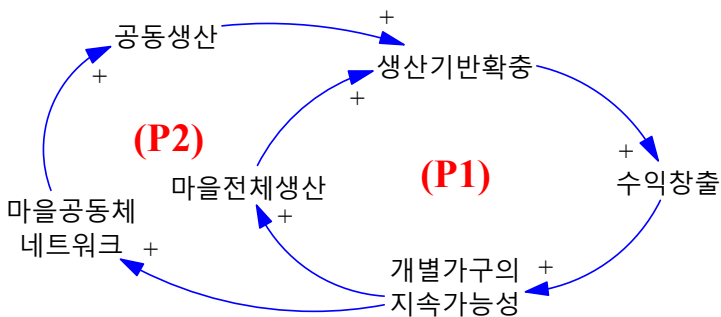 공동생산
+
+
생산기반확충
+
+
(P2)
(P1)
+
마을전체생산
수익창출
+
마을공동체
네트워크
+
개별가구의
지속가능성
+